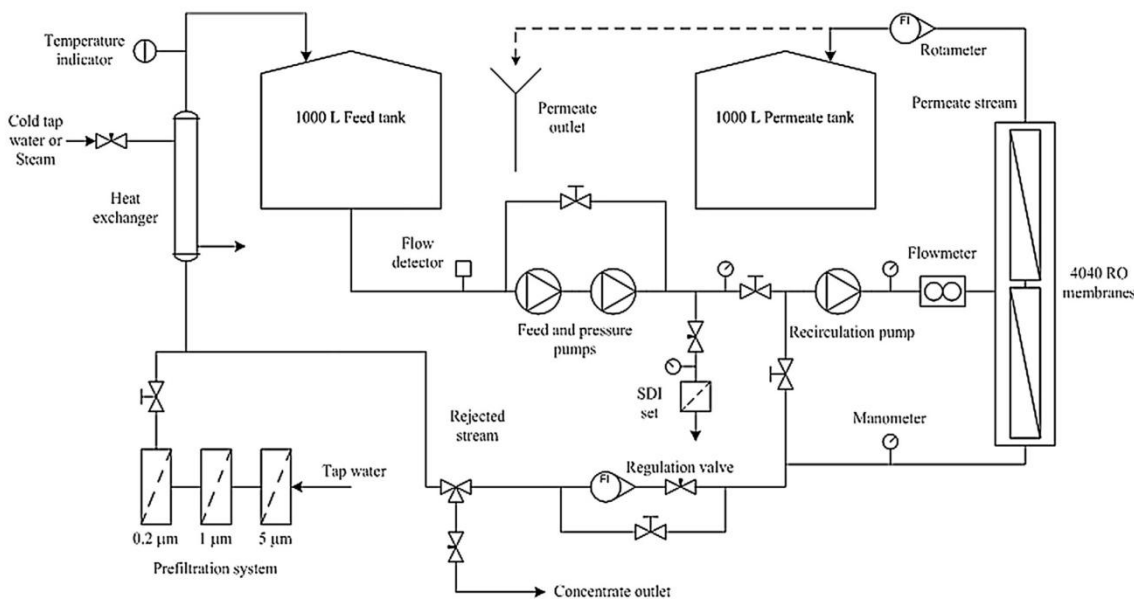 Temperature
indicator
FI
Rotameter
1000 L Feed tank
Permeate
outlet
1000 L Permeate tank
Permeate stream
Cold tap
water or
Steam
Heat
exchanger
Flow
detector
Flowmeter
4040 RO
membranes
Feed and pressure
pumps
Recirculation pump
SDI
set
Rejected
stream
Manometer
Tap water
FI
Regulation valve
0.2 μm
1 μm
5 μm
Prefiltration system
Concentrate outlet